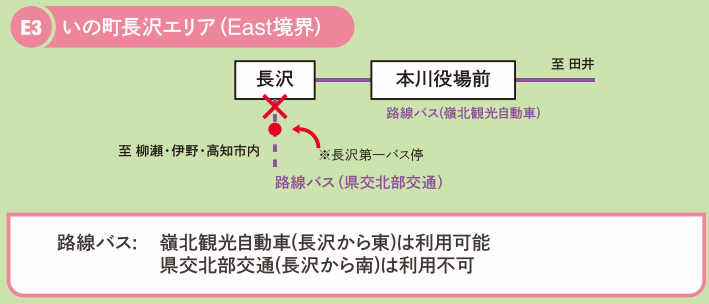 E3 いの町長沢エリア（East境界）
長沢
本川役場前
至 田井
路線バス(嶺北観光自動車)
至 柳瀬・伊野・高知市内
※長沢第一バス停
路線バス（県交北部交通）
路線バス: 嶺北観光自動車(長沢から東)は利用可能
県交北部交通(長沢から南)は利用不可